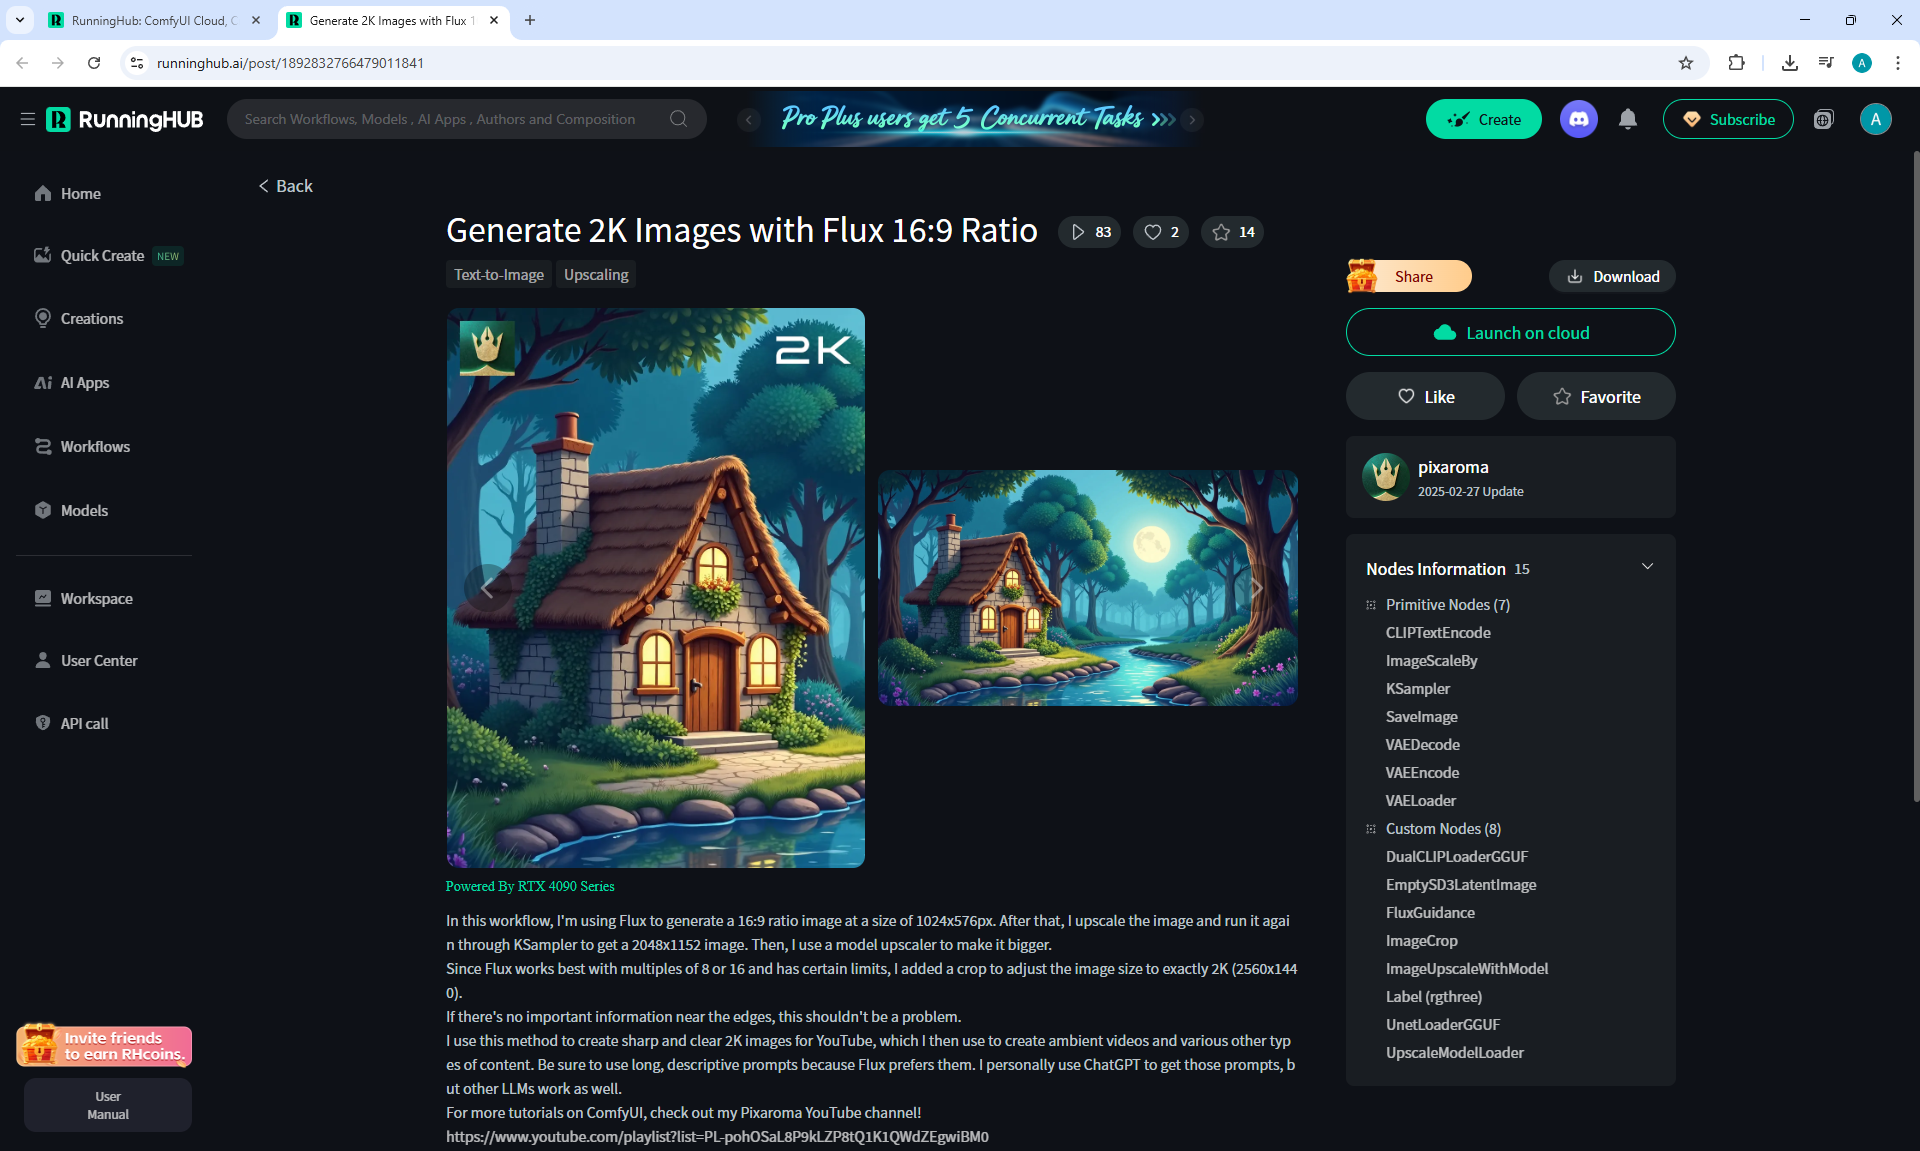 RunningHub: ComfyUI Cloud, C
Generate 2K Images with Flux 1
runninghub.ai/post/1892832766479011841
A
RunningHUB
Search Workflows, Models , AI Apps , Authors and Composition
Pro Plus users get 5 Concurrent Tasks
Create
Subscribe
A
Home
Quick Create NEW
Creations
AI Apps
Workflows
Models
Workspace
User Center
API call
Invite friends
to earn RHcoins.
User
Manual
Back
Generate 2K Images with Flux 16:9 Ratio 83 2 14
Text-to-Image Upscaling
2K
Powered By RTX 4090 Series
In this workflow, I'm using Flux to generate a 16:9 ratio image at a size of 1024x576px. After that, I upscale the image and run it agai
n through KSampler to get a 2048x1152 image. Then, I use a model upscaler to make it bigger.
Since Flux works best with multiples of 8 or 16 and has certain limits, I added a crop to adjust the image size to exactly 2K (2560x144
0).
If there's no important information near the edges, this shouldn't be a problem.
I use this method to create sharp and clear 2K images for YouTube, which I then use to create ambient videos and various other typ
es of content. Be sure to use long, descriptive prompts because Flux prefers them. I personally use ChatGPT to get those prompts, b
ut other LLMs work as well.
For more tutorials on ComfyUI, check out my Pixaroma YouTube channel!
https://www.youtube.com/playlist?list=PL-pohOSaL8P9kLZP8tQ1K1QWdZEgwiBM0
Share
Download
Launch on cloud
Like
Favorite
pixaroma
2025-02-27 Update
Nodes Information 15
Primitive Nodes (7)
CLIPTextEncode
ImageScaleBy
KSampler
SaveImage
VAEDecode
VAEEncode
VAELoader
Custom Nodes (8)
DualCLIPLoaderGGUF
EmptySD3LatentImage
FluxGuidance
ImageCrop
ImageUpscaleWithModel
Label (rgthree)
UnetLoaderGGUF
UpscaleModelLoader